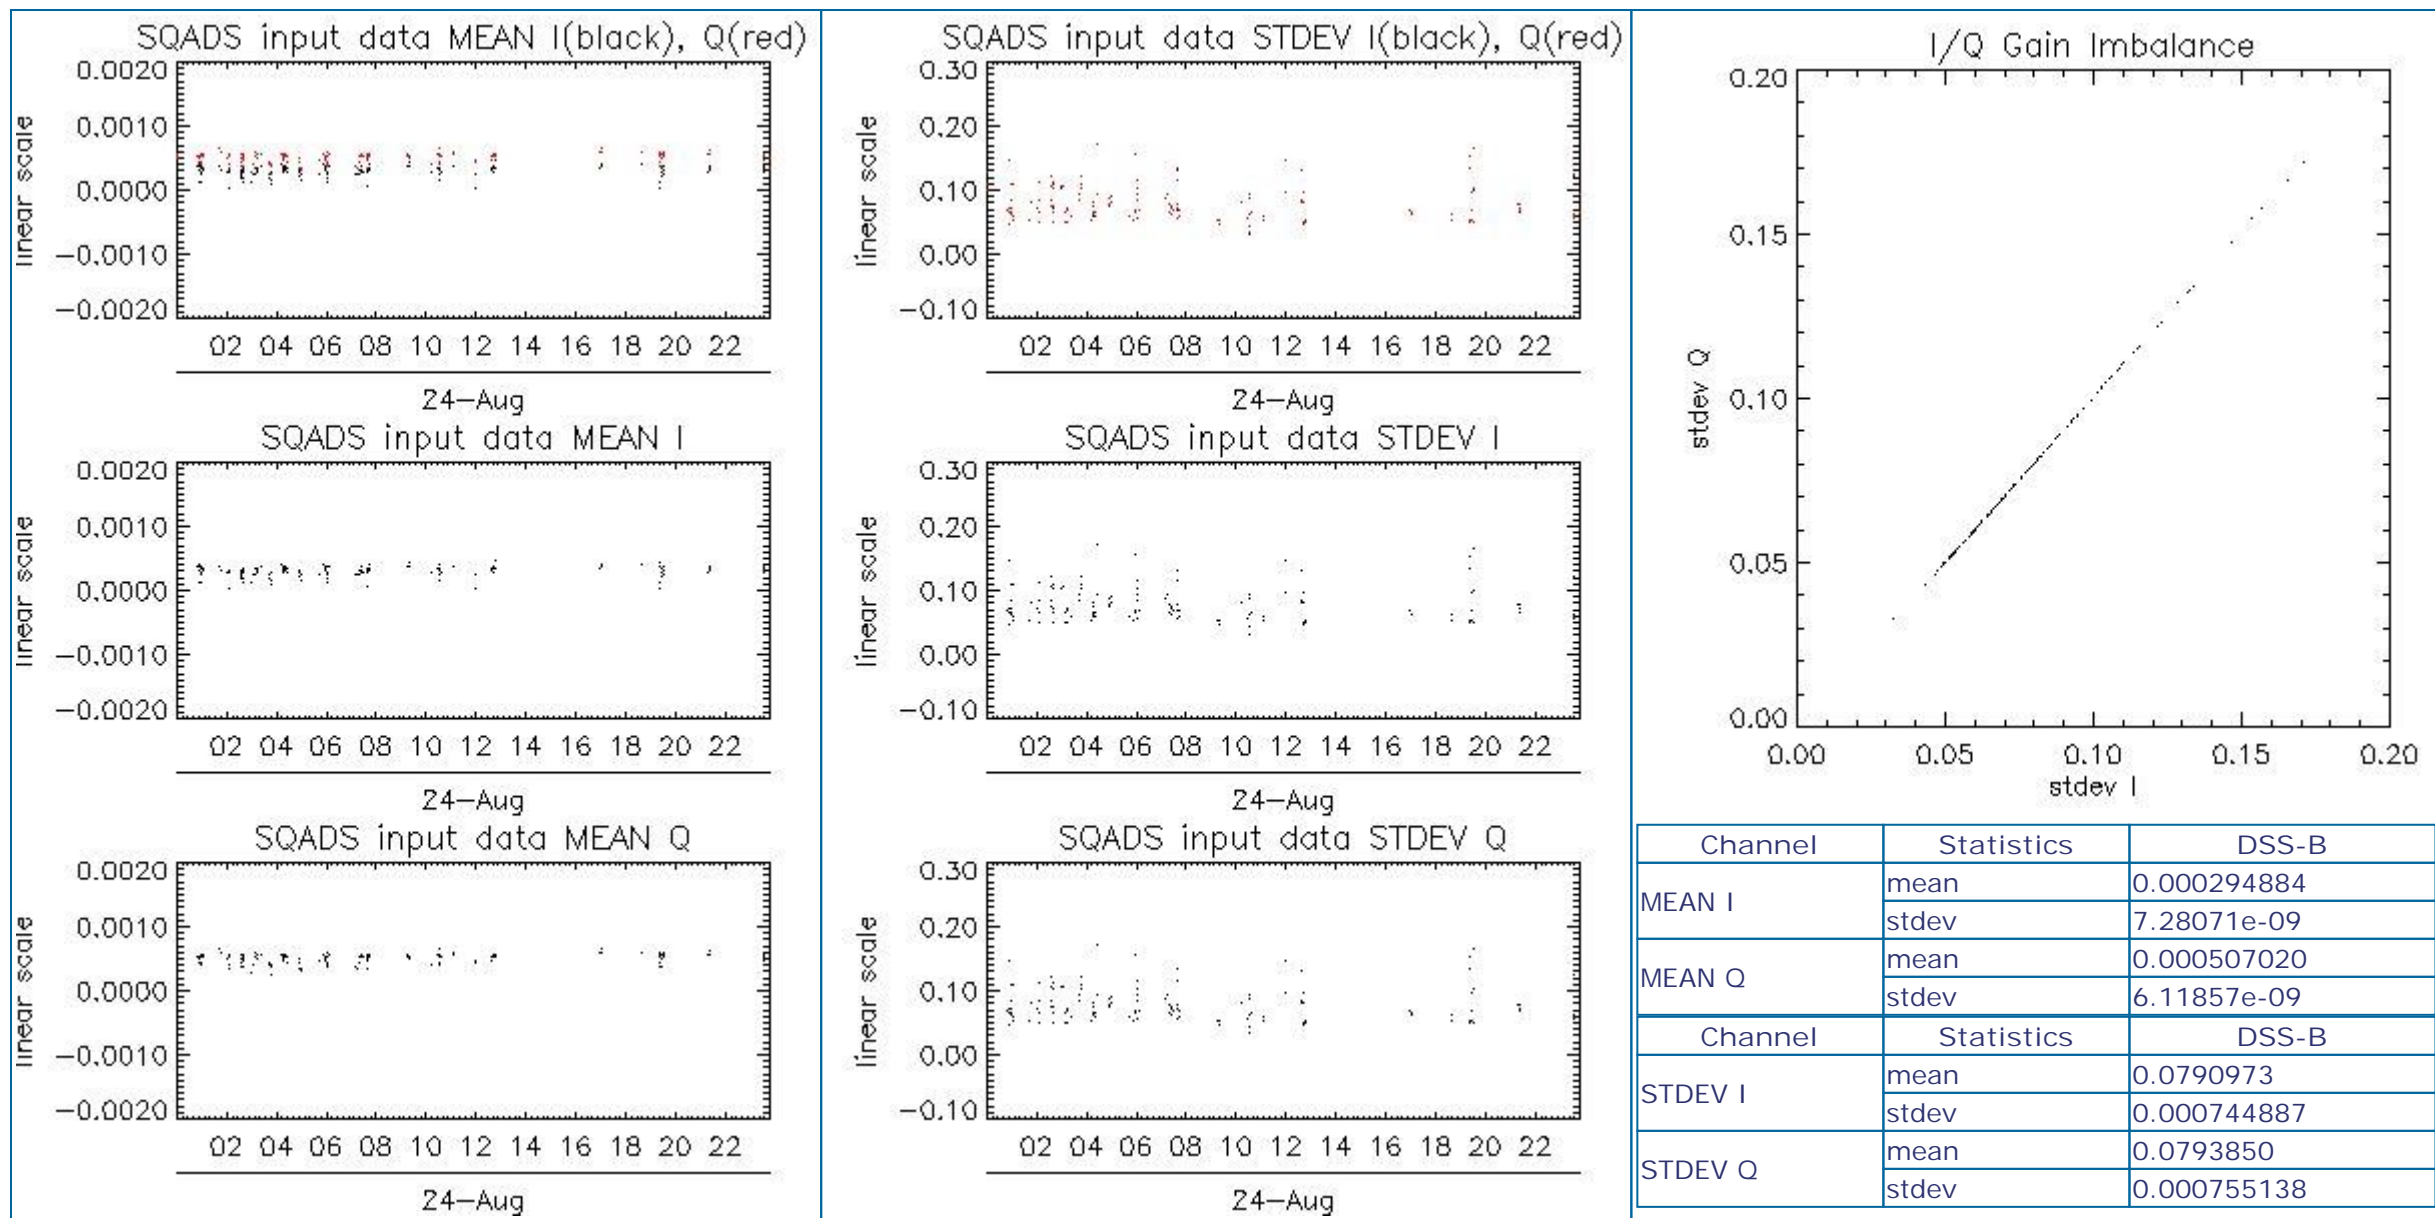 SQADS input data MEAN I(black), Q(red)
0.0020
0.0010
0.0000
-0.0010
-0.0020
linear scale
02 04 06 08 10 12 14 16 18 20 22
24-Aug
SQADS input data MEAN I
0.0020
0.0010
0.0000
-0.0010
-0.0020
linear scale
02 04 06 08 10 12 14 16 18 20 22
24-Aug
SQADS input data MEAN Q
0.0020
0.0010
0.0000
-0.0010
-0.0020
linear scale
02 04 06 08 10 12 14 16 18 20 22
24-Aug
SQADS input data STDEV I(black), Q(red)
0.30
0.20
0.10
0.00
-0.10
linear scale
02 04 06 08 10 12 14 16 18 20 22
24-Aug
SQADS input data STDEV I
0.30
0.20
0.10
0.00
-0.10
linear scale
02 04 06 08 10 12 14 16 18 20 22
24-Aug
SQADS input data STDEV Q
0.30
0.20
0.10
0.00
-0.10
linear scale
02 04 06 08 10 12 14 16 18 20 22
24-Aug
I/Q Gain Imbalance
0.20
0.15
0.10
0.05
0.00
stdev Q
0.00 0.05 0.10 0.15 0.20
stdev I
Channel Statistics DSS-B
MEAN I mean 0.000294884
stdev 7.28071e-09
MEAN Q mean 0.000507020
stdev 6.11857e-09
Channel Statistics DSS-B
STDEV I mean 0.0790973
stdev 0.000744887
STDEV Q mean 0.0793850
stdev 0.000755138